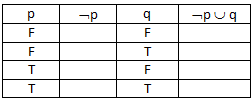 p ¬p q ¬p ∪ q
F F
F T
T F
T T